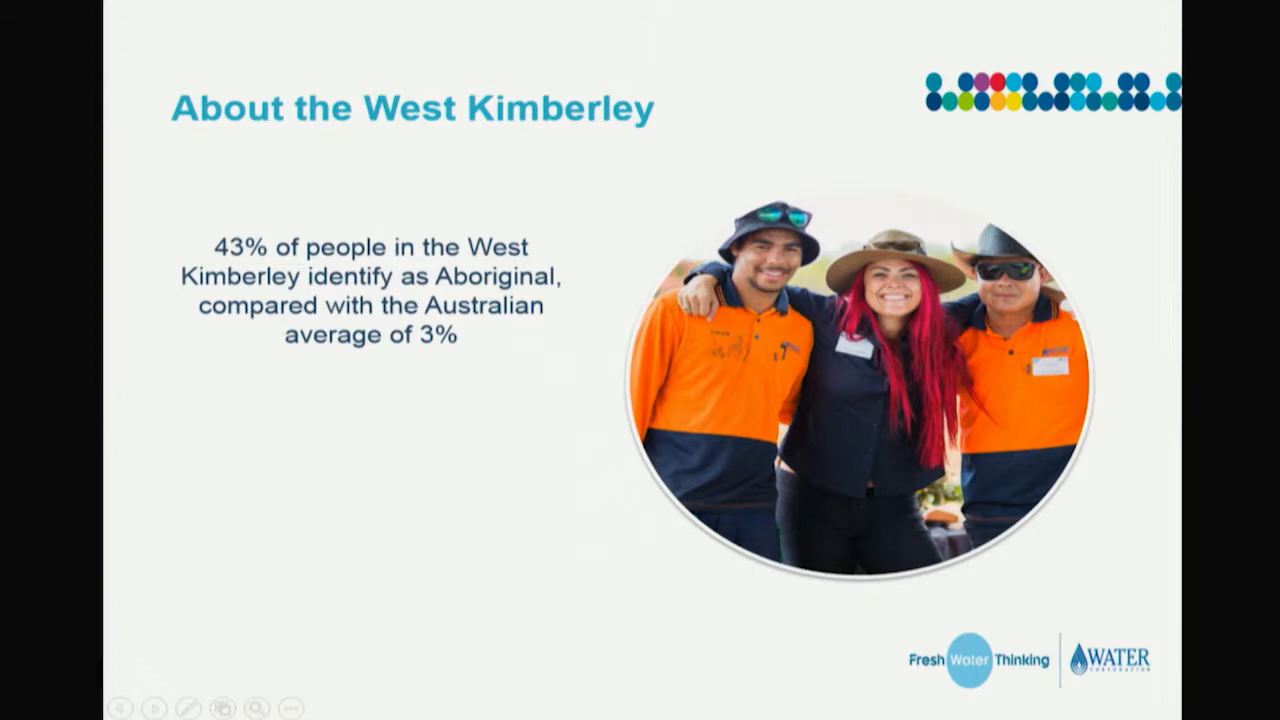 About the West Kimberley
43% of people in the West
Kimberley identify as Aboriginal,
compared with the Australian
average of 3%
Fresh Water Thinking
WATER
CORPORATION